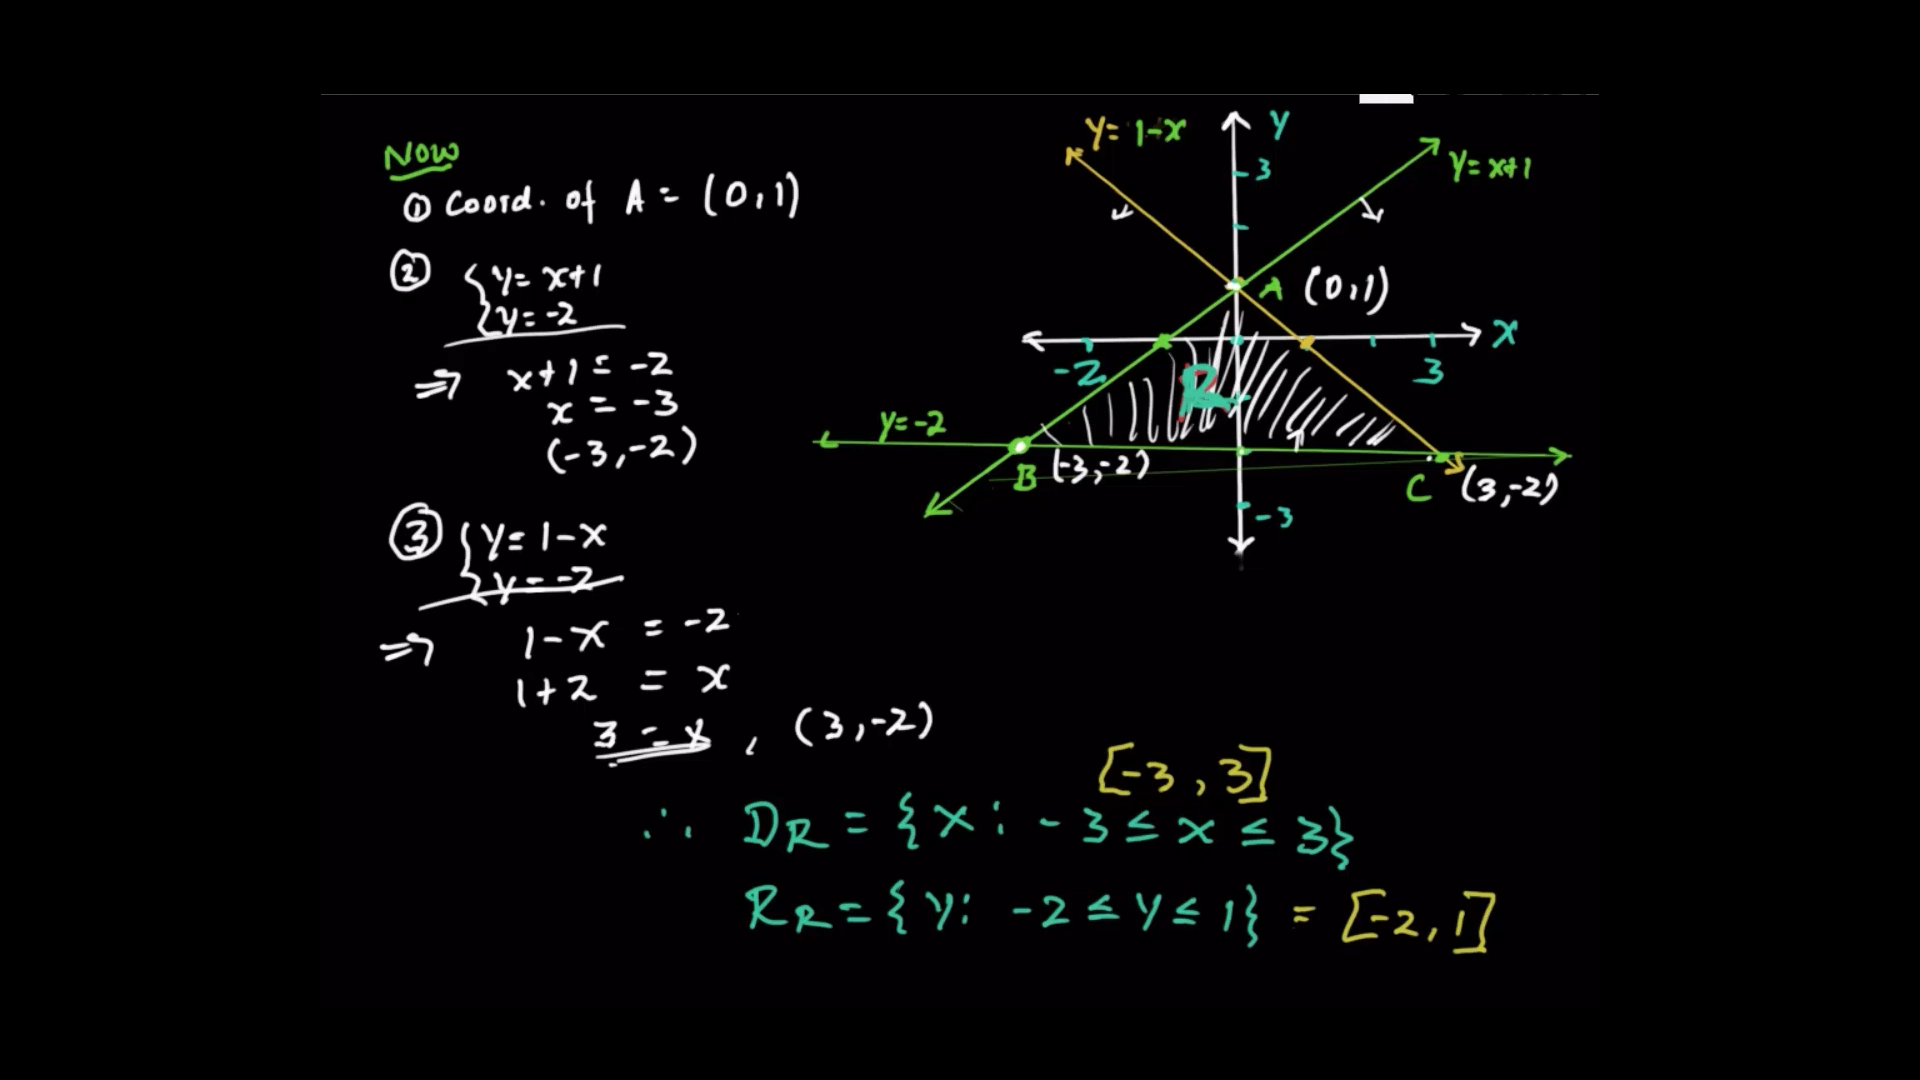 Now
① Coord. of A = (0,1)
② { y = x+1
{ y = -2
⇒ x+1 = -2
x = -3
(-3,-2)
③ { y = 1-x
{ y = -2
⇒ 1-x = -2
1+2 = x
3 = x , (3,-2)
y = 1-x
Y
3
y = x+1
A (0,1)
X
-2
3
R
y = -2
B (-3,-2)
C (3,-2)
-3
[-3, 3]
∴ DR = {x: -3 ≤ x ≤ 3}
RR = {y: -2 ≤ y ≤ 1} = [-2, 1]